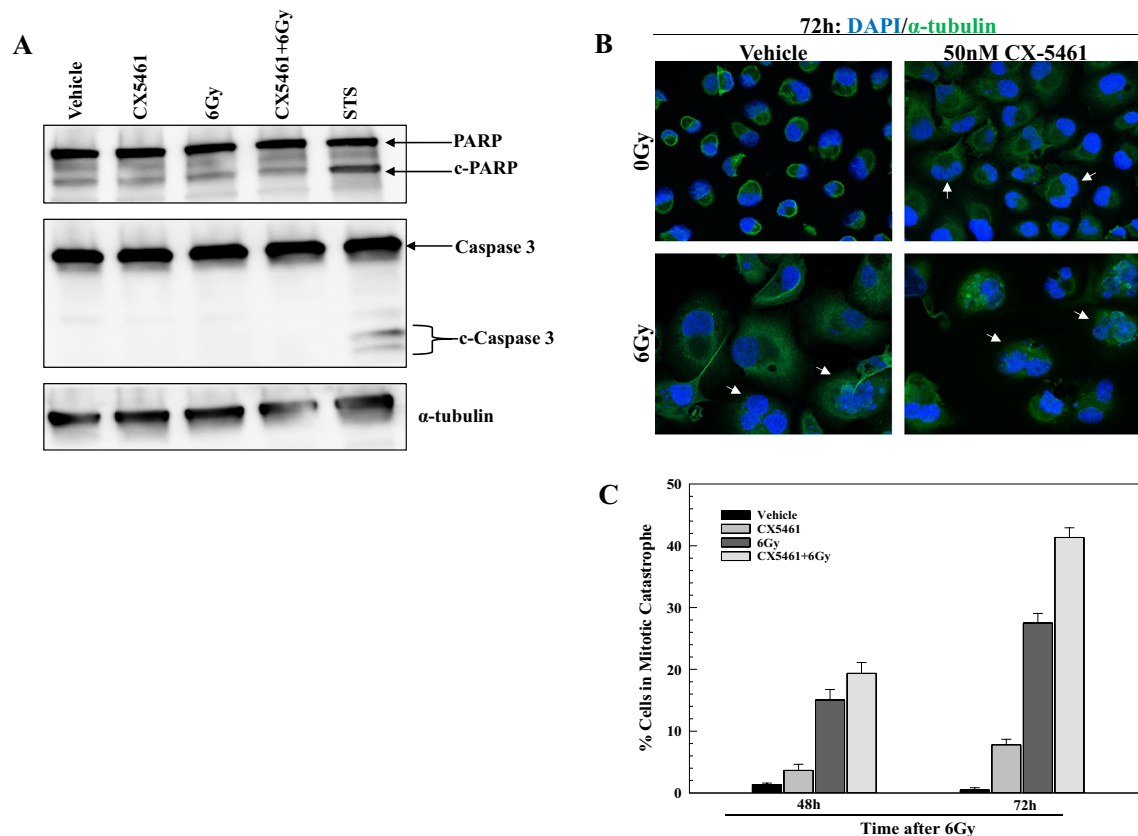 A
Vehicle
CX5461
6Gy
CX5461+6Gy
STS
PARP
c-PARP
Caspase 3
c-Caspase 3
α-tubulin
B
72h: DAPI/α-tubulin
Vehicle
50nM CX-5461
0Gy
6Gy
C
% Cells in Mitotic Catastrophe
50
40
30
20
10
0
Vehicle
CX5461
6Gy
CX5461+6Gy
48h
72h
Time after 6Gy